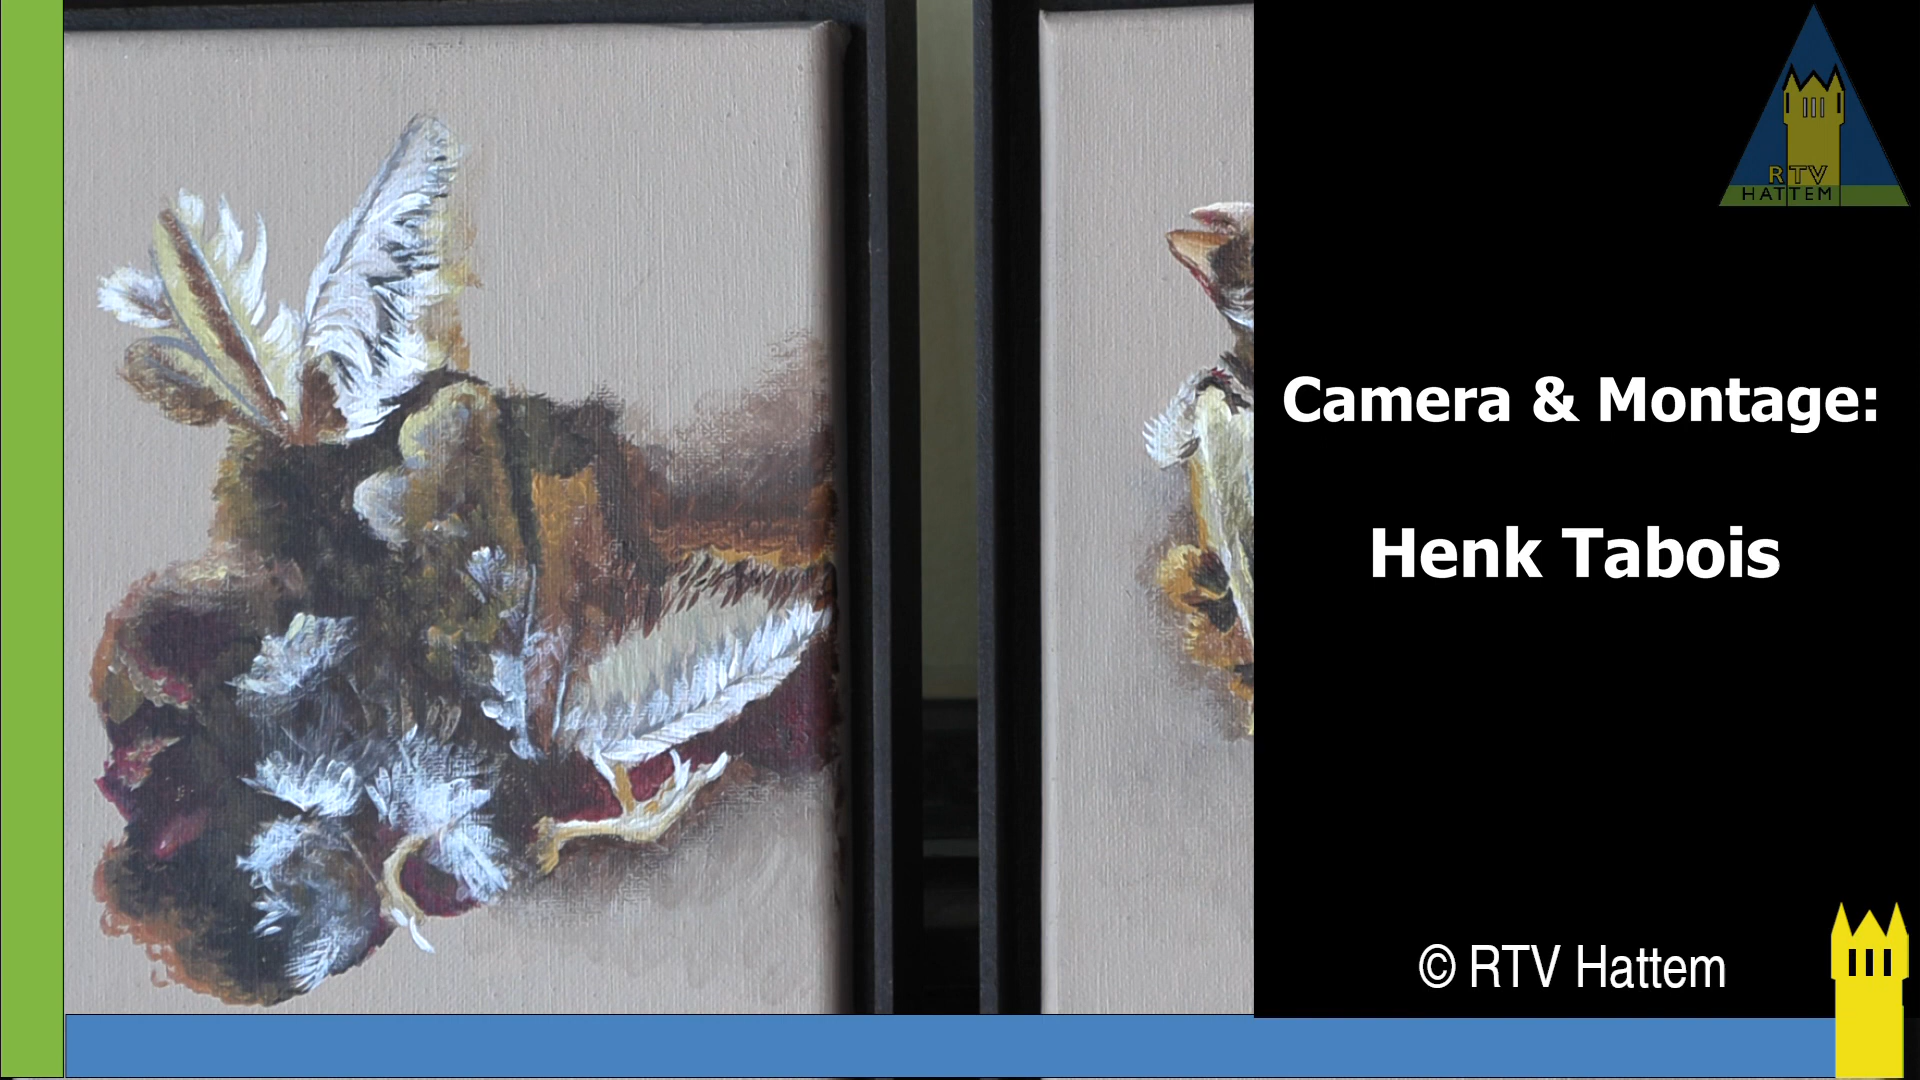 RTV
HATTEM
Camera & Montage:
Henk Tabois
© RTV Hattem